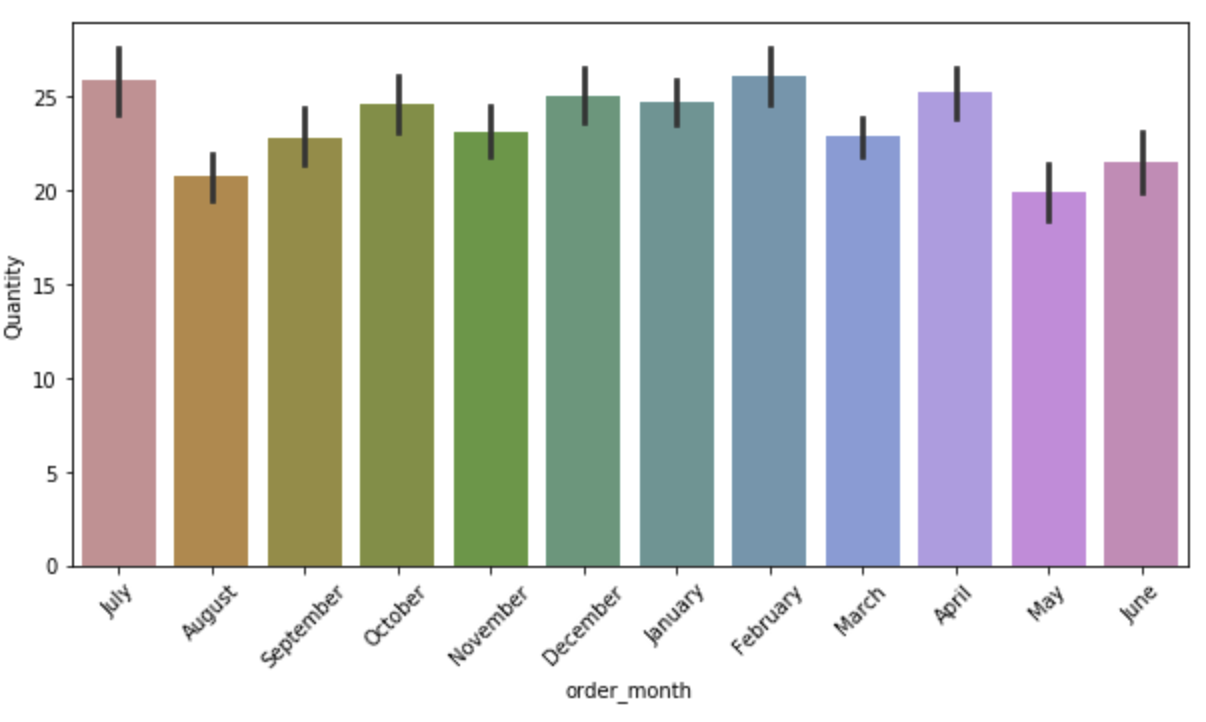 Quantity
25
20
15
10
5
0
July
August
September
October
November
December
January
February
March
April
May
June
order_month